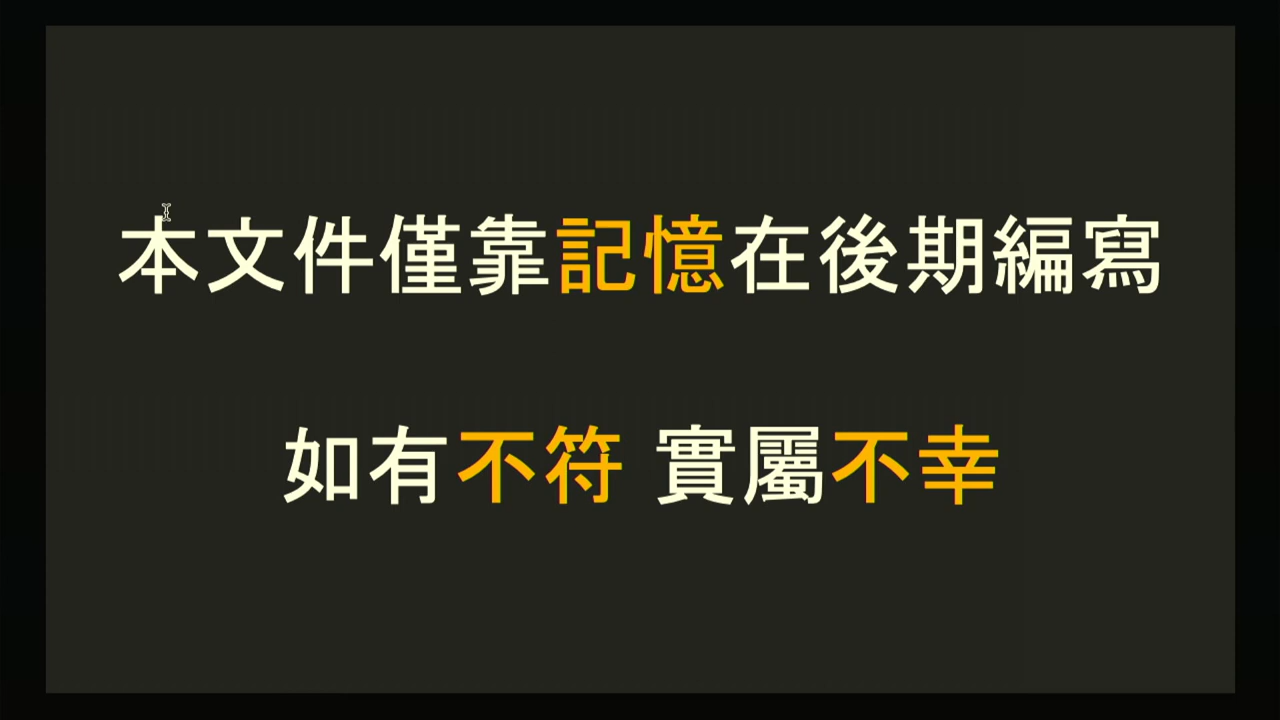 本文件僅靠記憶在後期編寫
如有不符 實屬不幸